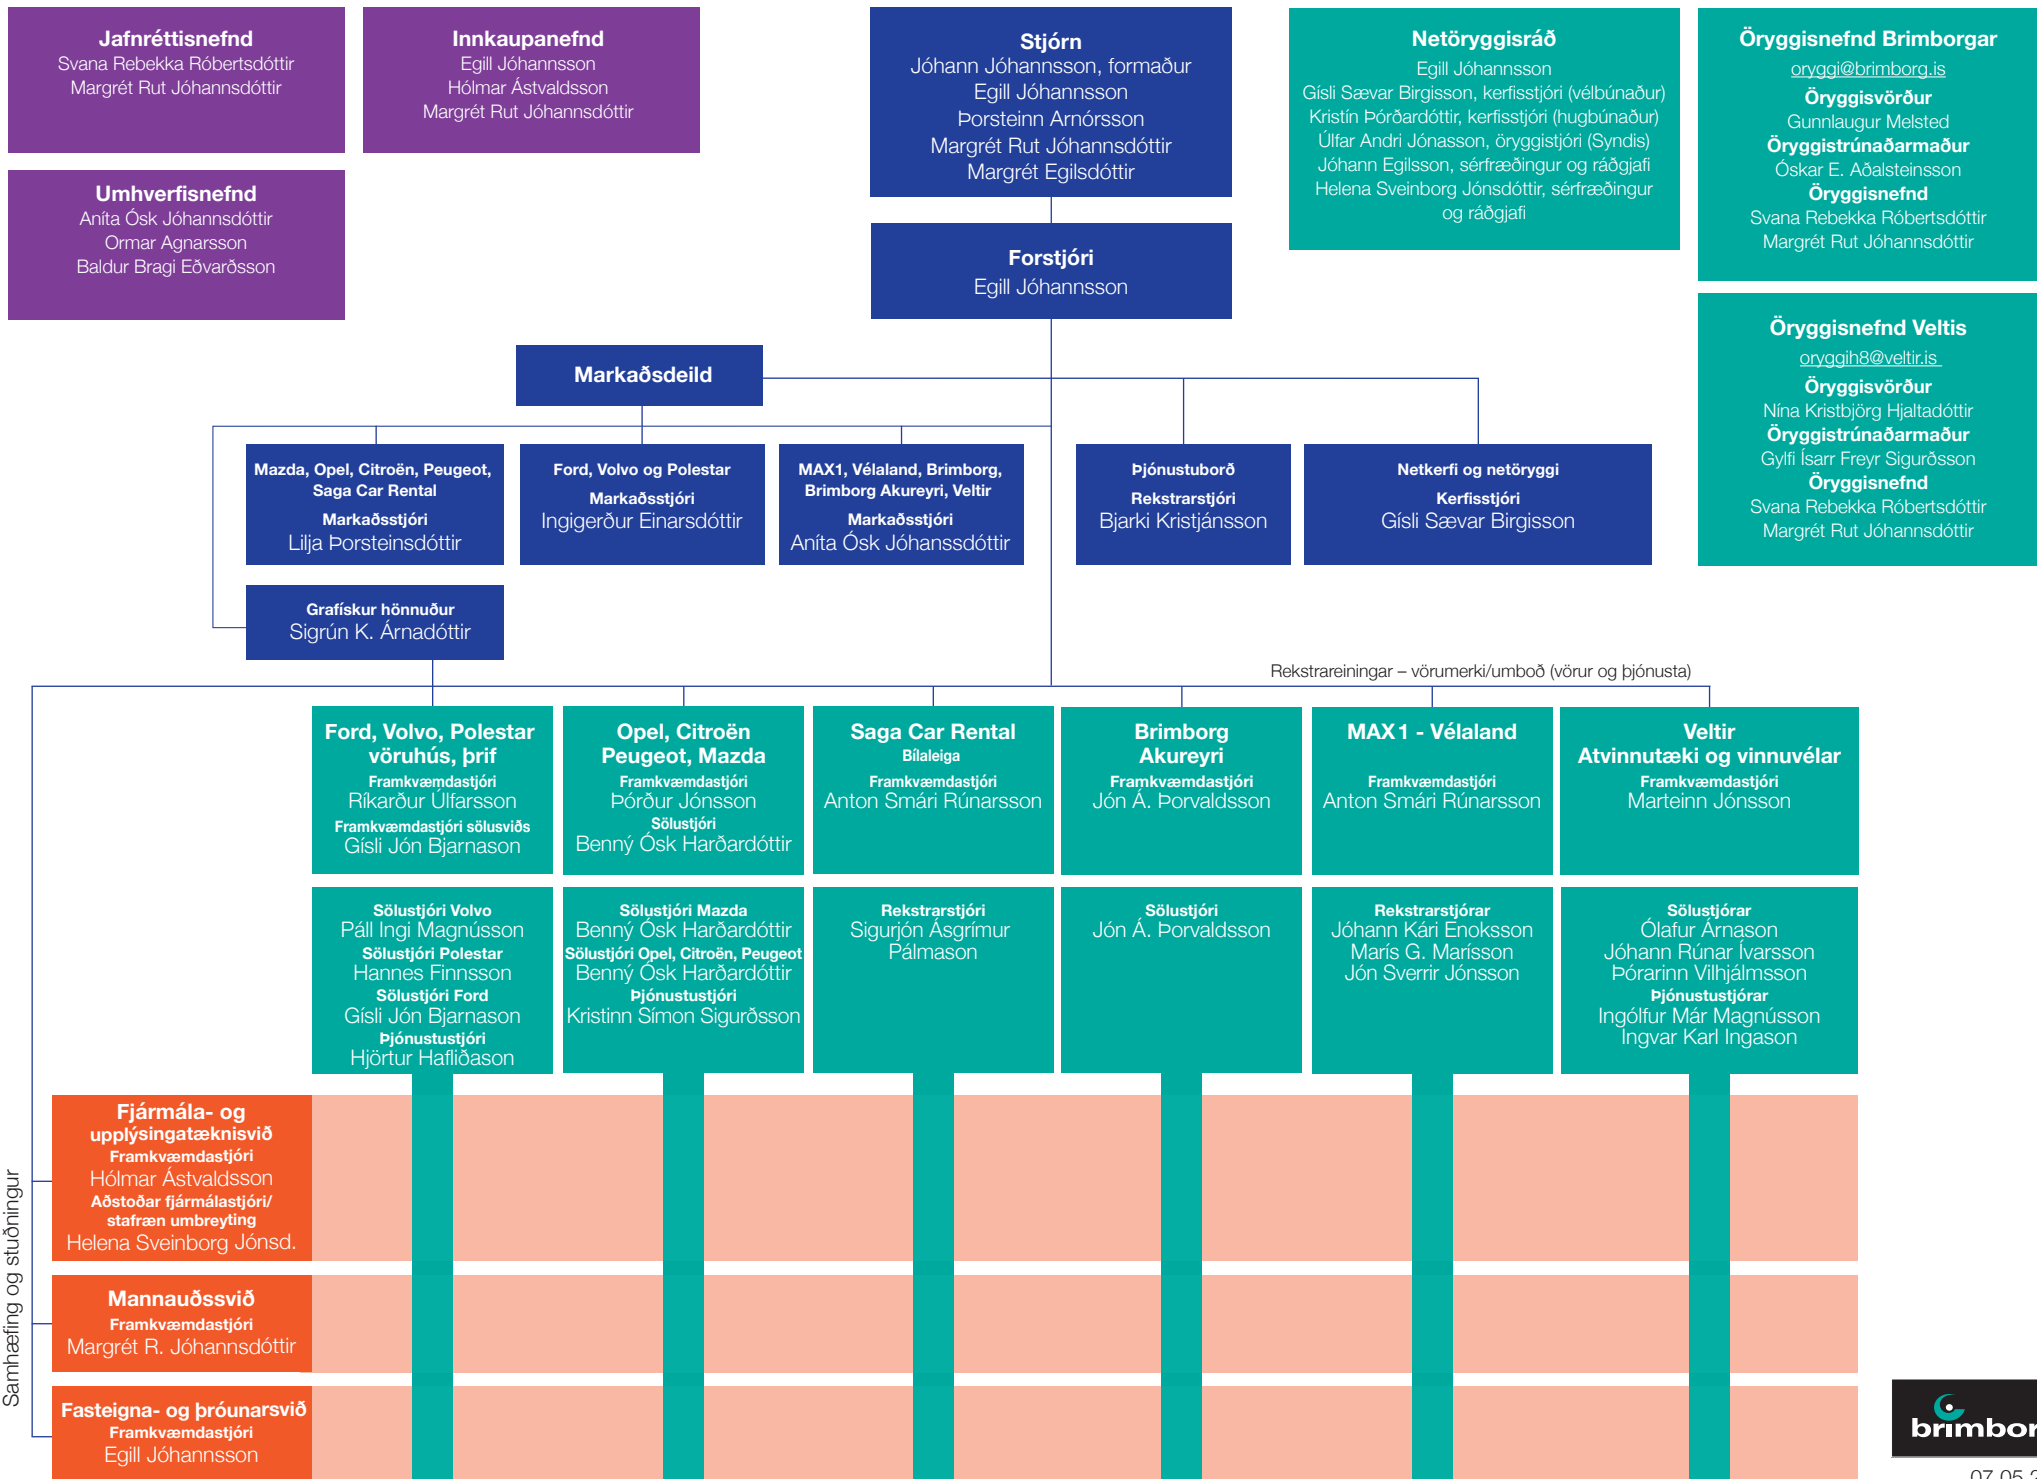 Jafnréttisnefnd
Svana Rebekka Róbertsdóttir
Margrét Rut Jóhannsdóttir
Innkaupanefnd
Egill Jóhannsson
Hólmar Ástvaldsson
Margrét Rut Jóhannsdóttir
Umhverfisnefnd
Aníta Ósk Jóhannsdóttir
Ormar Agnarsson
Baldur Bragi Eðvarðsson
Stjórn
Jóhann Jóhannsson, formaður
Egill Jóhannsson
Þorsteinn Arnórsson
Margrét Rut Jóhannsdóttir
Margrét Egilsdóttir
Forstjóri
Egill Jóhannsson
Netöryggisráð
Egill Jóhannsson
Gísli Sævar Birgisson, kerfisstjóri (vélbúnaður)
Kristín Þórðardóttir, kerfisstjóri (hugbúnaður)
Úlfar Andri Jónasson, öryggistjóri (Syndis)
Jóhann Egilsson, sérfræðingur og ráðgjafi
Helena Sveinborg Jónsdóttir, sérfræðingur
og ráðgjafi
Öryggisnefnd Brimborgar
oryggi@brimborg.is
Öryggisvörður
Gunnlaugur Melsted
Öryggistrúnaðarmaður
Óskar E. Aðalsteinsson
Öryggisnefnd
Svana Rebekka Róbertsdóttir
Margrét Rut Jóhannsdóttir
Öryggisnefnd Veltis
oryggih8@veltir.is
Öryggisvörður
Nína Kristbjörg Hjaltadóttir
Öryggistrúnaðarmaður
Gylfi Ísarr Freyr Sigurðsson
Öryggisnefnd
Svana Rebekka Róbertsdóttir
Margrét Rut Jóhannsdóttir
Markaðsdeild
Mazda, Opel, Citroën, Peugeot,
Saga Car Rental
Markaðsstjóri
Lilja Þorsteinsdóttir
Ford, Volvo og Polestar
Markaðsstjóri
Ingigerður Einarsdóttir
MAX1, Vélaland, Brimborg,
Brimborg Akureyri, Veltir
Markaðsstjóri
Aníta Ósk Jóhanssdóttir
Þjónustuborð
Rekstrarstjóri
Bjarki Kristjánsson
Netkerfi og netöryggi
Kerfisstjóri
Gísli Sævar Birgisson
Grafískur hönnuður
Sigrún K. Árnadóttir
Rekstrareiningar – vörumerki/umboð (vörur og þjónusta)
Ford, Volvo, Polestar
vöruhús, þrif
Framkvæmdastjóri
Ríkarður Úlfarsson
Framkvæmdastjóri sölusviðs
Gísli Jón Bjarnason
Opel, Citroën
Peugeot, Mazda
Framkvæmdastjóri
Þórður Jónsson
Sölustjóri
Benný Ósk Harðardóttir
Saga Car Rental
Bílaleiga
Framkvæmdastjóri
Anton Smári Rúnarsson
Brimborg
Akureyri
Framkvæmdastjóri
Jón Á. Þorvaldsson
MAX1 - Vélaland
Framkvæmdastjóri
Anton Smári Rúnarsson
Veltir
Atvinnutæki og vinnuvélar
Framkvæmdastjóri
Marteinn Jónsson
Sölustjóri Volvo
Páll Ingi Magnússon
Sölustjóri Polestar
Hannes Finnsson
Sölustjóri Ford
Gísli Jón Bjarnason
Þjónustustjóri
Hjörtur Hafliðason
Sölustjóri Mazda
Benný Ósk Harðardóttir
Sölustjóri Opel, Citroën, Peugeot
Benný Ósk Harðardóttir
Þjónustustjóri
Kristinn Símon Sigurðsson
Rekstrarstjóri
Sigurjón Ásgrímur
Pálmason
Sölustjóri
Jón Á. Þorvaldsson
Rekstrarstjórar
Jóhann Kári Enoksson
Marís G. Marísson
Jón Sverrir Jónsson
Sölustjórar
Ólafur Árnason
Jóhann Rúnar Ívarsson
Þórarinn Vilhjálmsson
Þjónustustjórar
Ingólfur Már Magnússon
Ingvar Karl Ingason
Samhæfing og stuðningur
Fjármála- og
upplýsingatæknisvið
Framkvæmdastjóri
Hólmar Ástvaldsson
Aðstoðar fjármálastjóri/
stafræn umbreyting
Helena Sveinborg Jónsd.
Mannauðssvið
Framkvæmdastjóri
Margrét R. Jóhannsdóttir
Fasteigna- og þróunarsvið
Framkvæmdastjóri
Egill Jóhannsson
brimbor